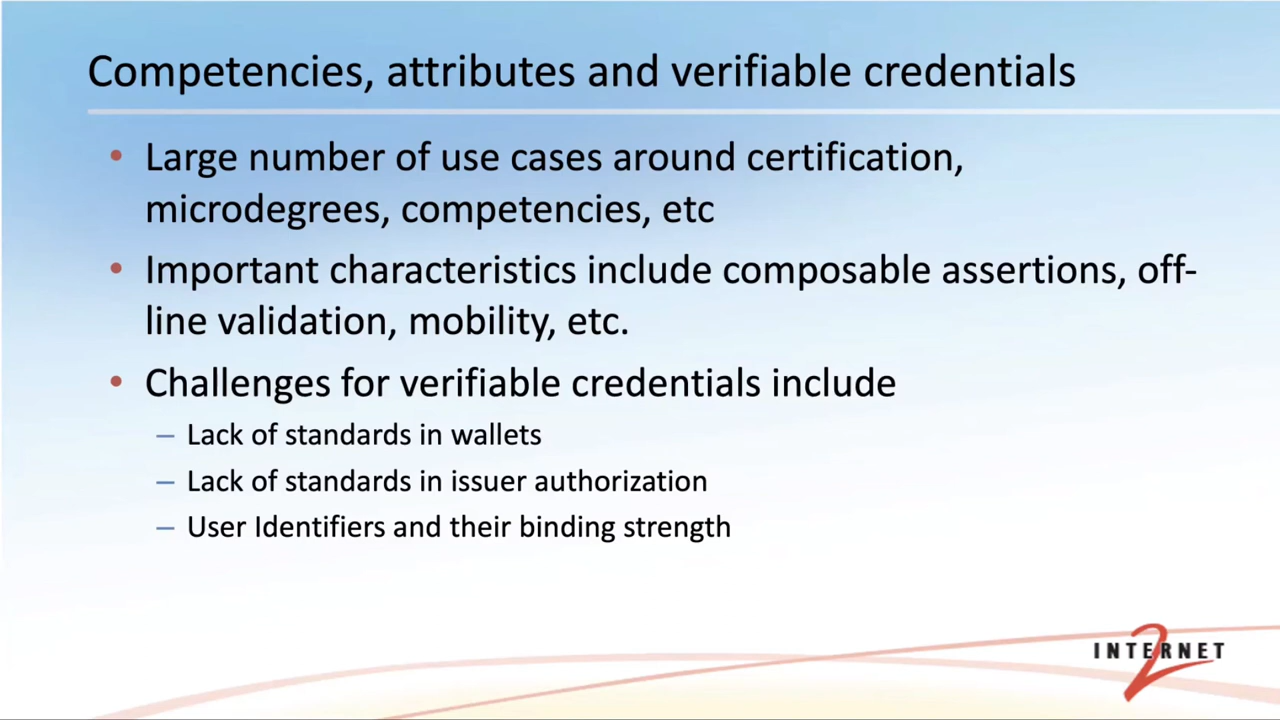 Competencies, attributes and verifiable credentials
• Large number of use cases around certification,
microdegrees, competencies, etc
• Important characteristics include composable assertions, off-
line validation, mobility, etc.
• Challenges for verifiable credentials include
– Lack of standards in wallets
– Lack of standards in issuer authorization
– User Identifiers and their binding strength
INTERNET
2